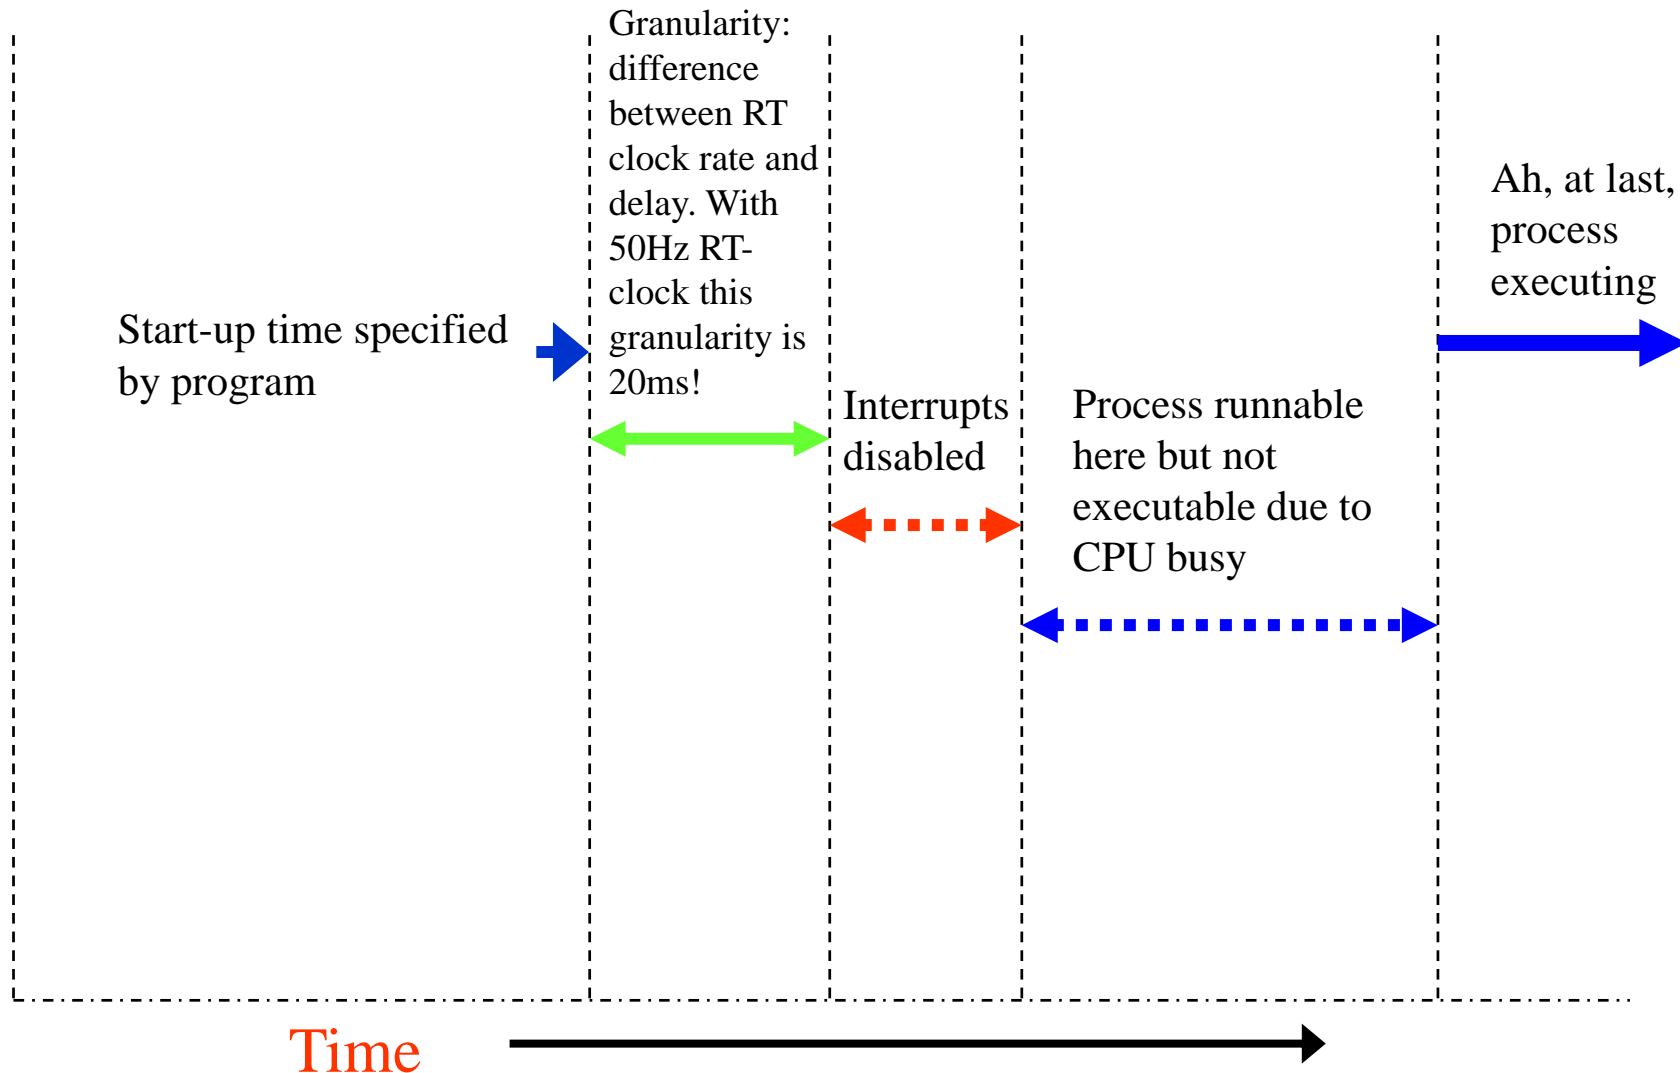 Start-up time specified
by program
Granularity:
difference
between RT
clock rate and
delay. With
50Hz RT-
clock this
granularity is
20ms!
Interrupts
disabled
Process runnable
here but not
executable due to
CPU busy
Ah, at last,
process
executing
Time